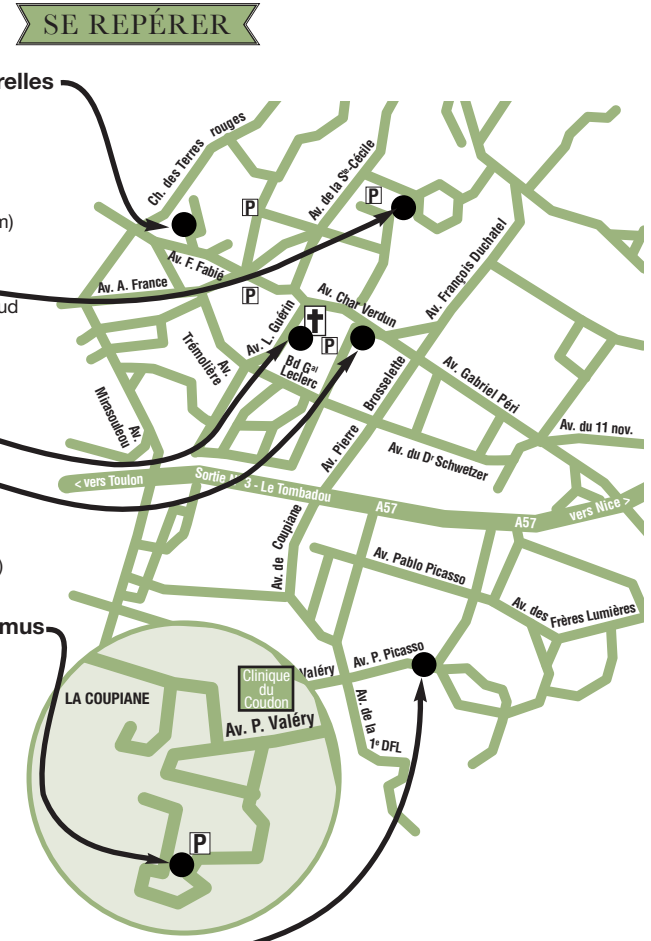 SE REPÉRER
relles
Ch. des Terres rouges
Av. de la Ste-Cécile
P
P
m)
Av. F. Fabié
Av. François Duchatel
Av. A. France
P
ud
Av. Char Verdun
Av. L. Guérin
P
Av. Trémolière
Bd Gal Leclerc
Av. Gabriel Péri
Brosselette
Av. Mirasouleou
Av. du 11 nov.
Av. Pierre
Av. du Dr Schwetzer
< vers Toulon
Sortie N° 3 - Le Tombadou
A57
A57
vers Nice >
Av. de Coupiane
)
Av. Pablo Picasso
Av. des Frères Lumières
mus
Av. P. Picasso
Valéry
Clinique
du
Coudon
LA COUPIANE
Av. P. Valéry
Av. de la
1e DFL
P